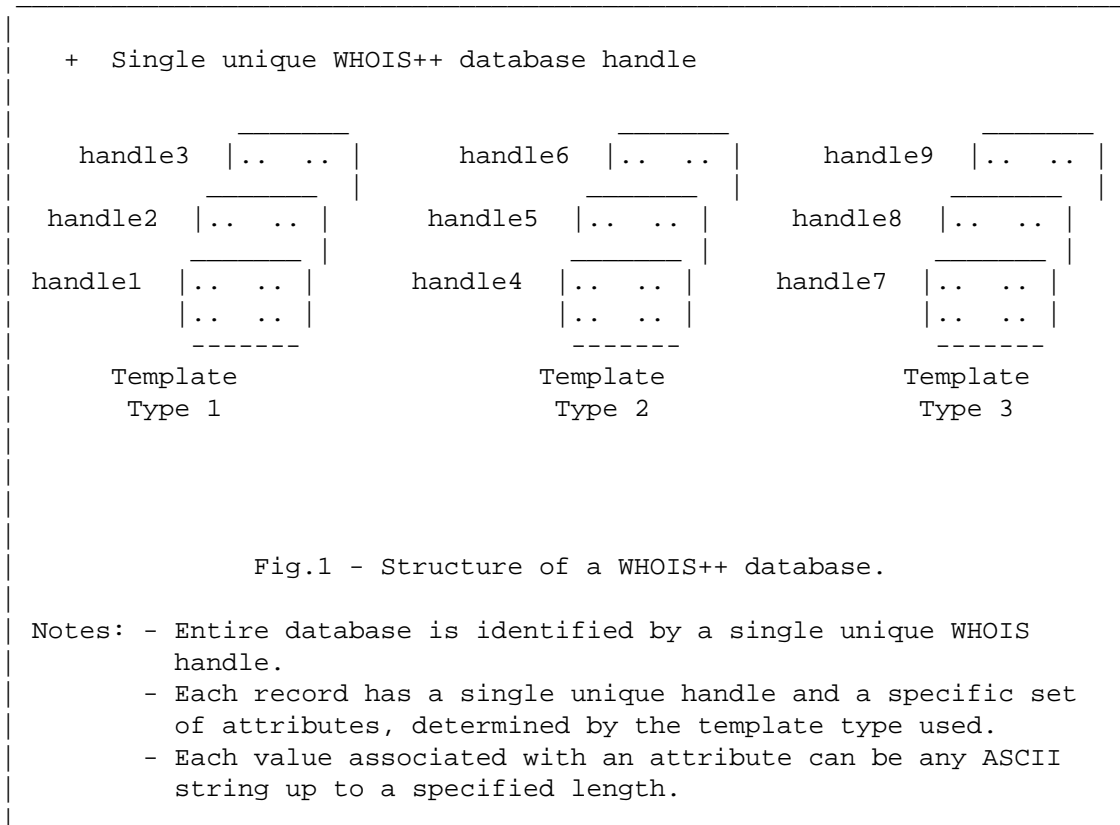 + Single unique WHOIS++ database handle
handle3 |.. .. | handle6 |.. .. | handle9 |.. .. |
handle2 |.. .. | handle5 |.. .. | handle8 |.. .. |
handle1 |.. .. | handle4 |.. .. | handle7 |.. .. |
|.. .. | |.. .. | |.. .. |
------- ------- -------
Template Template Template
Type 1 Type 2 Type 3
Fig.1 - Structure of a WHOIS++ database.
Notes: - Entire database is identified by a single unique WHOIS
handle.
- Each record has a single unique handle and a specific set
of attributes, determined by the template type used.
- Each value associated with an attribute can be any ASCII
string up to a specified length.